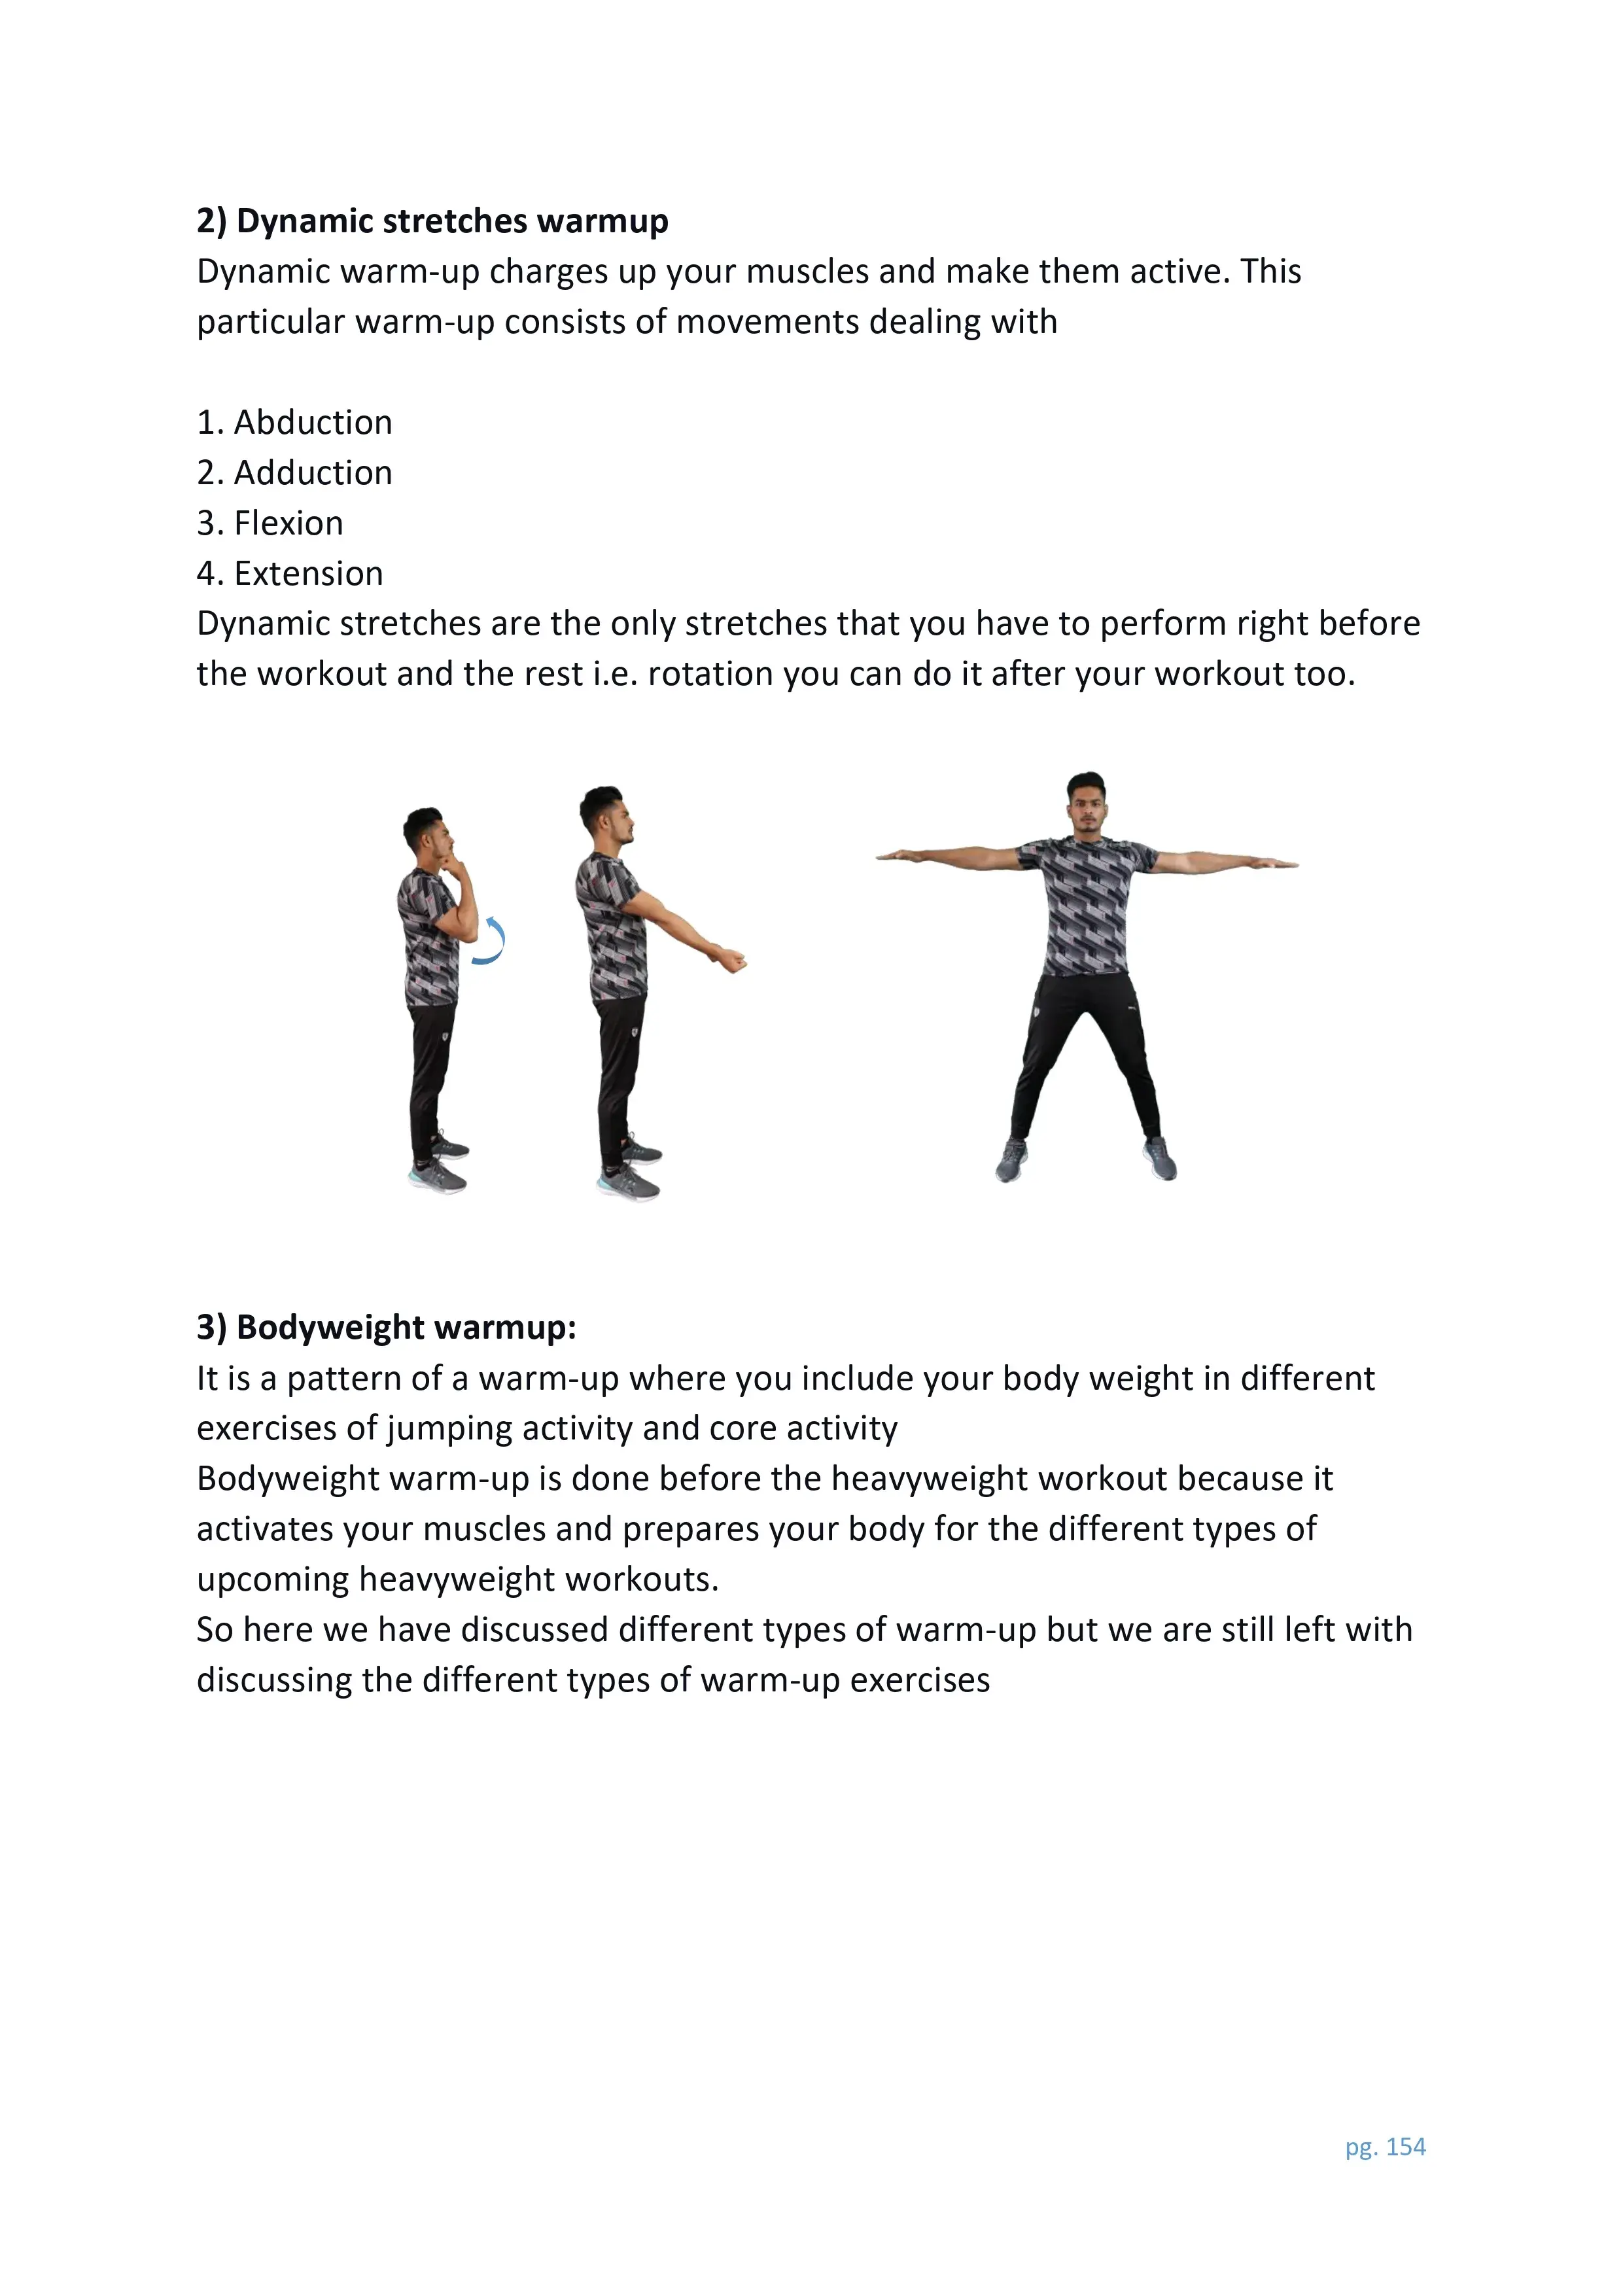 2) Dynamic stretches warmup
Dynamic warm-up charges up your muscles and make them active. This
particular warm-up consists of movements dealing with
1. Abduction
2. Adduction
3. Flexion
4. Extension
Dynamic stretches are the only stretches that you have to perform right before
the workout and the rest i.e. rotation you can do it after your workout too.
3) Bodyweight warmup:
It is a pattern of a warm-up where you include your body weight in different
exercises of jumping activity and core activity
Bodyweight warm-up is done before the heavyweight workout because it
activates your muscles and prepares your body for the different types of
upcoming heavyweight workouts.
So here we have discussed different types of warm-up but we are still left with
discussing the different types of warm-up exercises
pg. 154